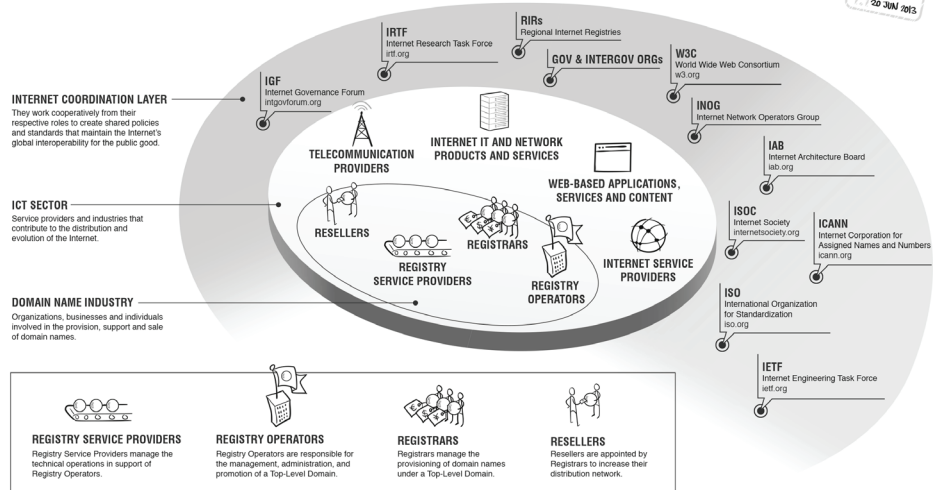 20 JUN 2013
RIRs
Regional Internet Registries
IRTF
Internet Research Task Force
irtf.org
GOV & INTERGOV ORGs
W3C
World Wide Web Consortium
w3.org
IGF
Internet Governance Forum
intgovforum.org
INOG
Internet Network Operators Group
IAB
Internet Architecture Board
iab.org
ISOC
Internet Society
internetsociety.org
ICANN
Internet Corporation for
Assigned Names and Numbers
icann.org
ISO
International Organization
for Standardization
iso.org
IETF
Internet Engineering Task Force
ietf.org
INTERNET COORDINATION LAYER
They work cooperatively from their
respective roles to create shared policies
and standards that maintain the Internet's
global interoperability for the public good.
ICT SECTOR
Service providers and industries that
contribute to the distribution and
evolution of the Internet.
DOMAIN NAME INDUSTRY
Organizations, businesses and individuals
involved in the provision, support and sale
of domain names.
TELECOMMUNICATION
PROVIDERS
INTERNET IT AND NETWORK
PRODUCTS AND SERVICES
WEB-BASED APPLICATIONS,
SERVICES AND CONTENT
INTERNET SERVICE
PROVIDERS
RESELLERS
REGISTRARS
REGISTRY
SERVICE PROVIDERS
REGISTRY
OPERATORS
REGISTRY SERVICE PROVIDERS
Registry Service Providers manage the
technical operations in support of
Registry Operators.
REGISTRY OPERATORS
Registry Operators are responsible for
the management, administration, and
promotion of a Top-Level Domain.
REGISTRARS
Registrars manage the
provisioning of domain names
under a Top-Level Domain.
RESELLERS
Resellers are appointed by
Registrars to increase their
distribution network.